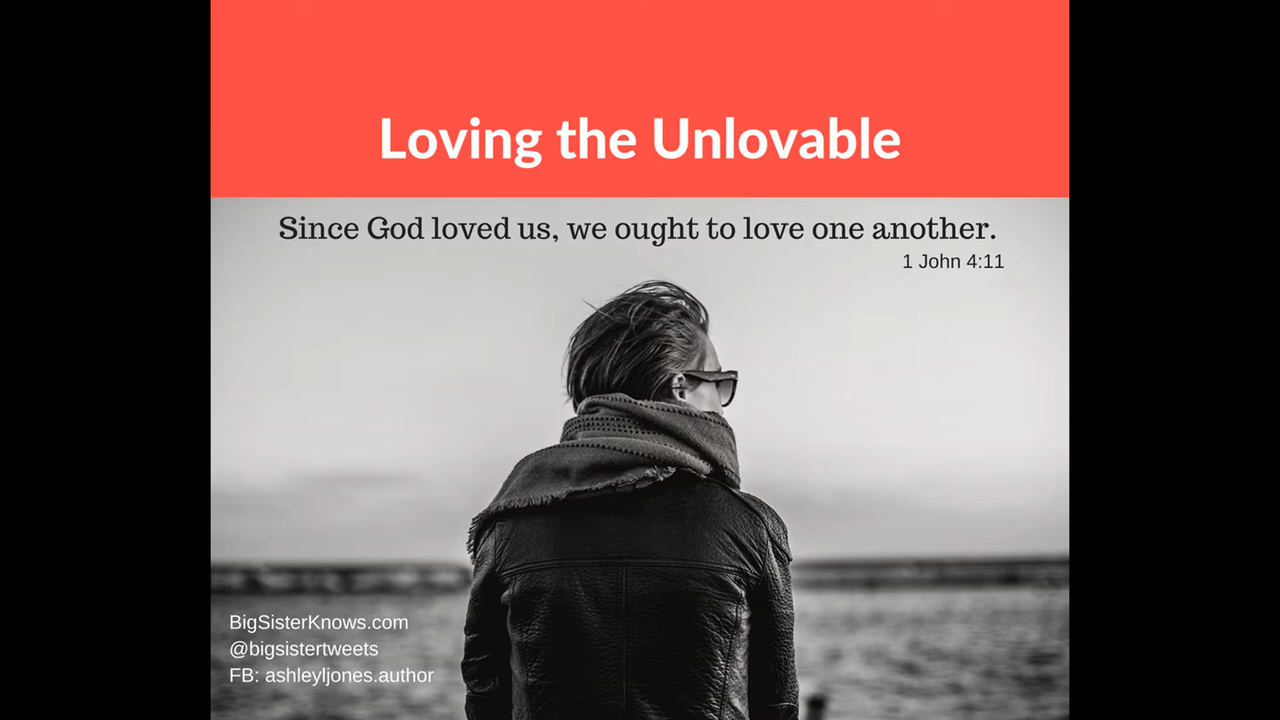 Loving the Unlovable
Since God loved us, we ought to love one another.
1 John 4:11
BigSisterKnows.com
@bigsistertweets
FB: ashleyljones.author